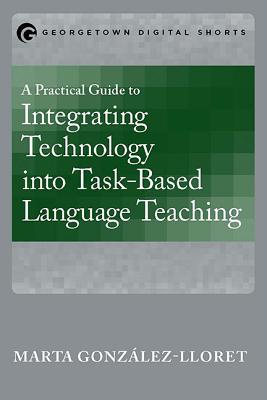 GEORGETOWN DIGITAL SHORTS
A Practical Guide to
Integrating
Technology
into Task-Based
Language Teaching
MARTA GONZÁLEZ-LLORET